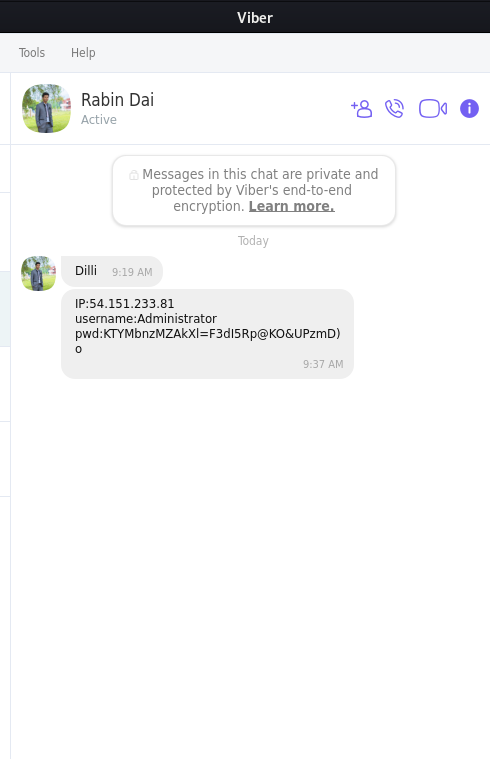 Viber
Tools Help
Rabin Dai
Active
Messages in this chat are private and
protected by Viber's end-to-end
encryption. Learn more.
Today
Dilli 9:19 AM
IP:54.151.233.81
username:Administrator
pwd:KTYMbnzMZAkXl=F3dI5Rp@KO&UPzmD)
o
9:37 AM